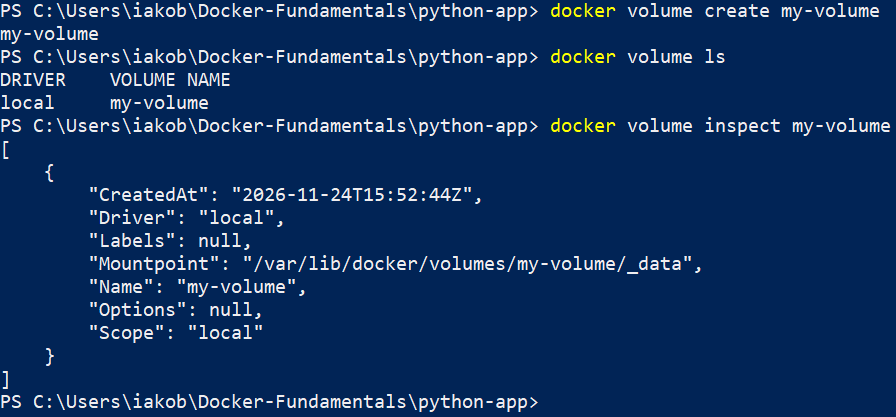 PS C:\Users\iakob\Docker-Fundamentals\python-app> docker volume create my-volume
my-volume
PS C:\Users\iakob\Docker-Fundamentals\python-app> docker volume ls
DRIVER    VOLUME NAME
local     my-volume
PS C:\Users\iakob\Docker-Fundamentals\python-app> docker volume inspect my-volume
[
    {
        "CreatedAt": "2026-11-24T15:52:44Z",
        "Driver": "local",
        "Labels": null,
        "Mountpoint": "/var/lib/docker/volumes/my-volume/_data",
        "Name": "my-volume",
        "Options": null,
        "Scope": "local"
    }
]
PS C:\Users\iakob\Docker-Fundamentals\python-app>